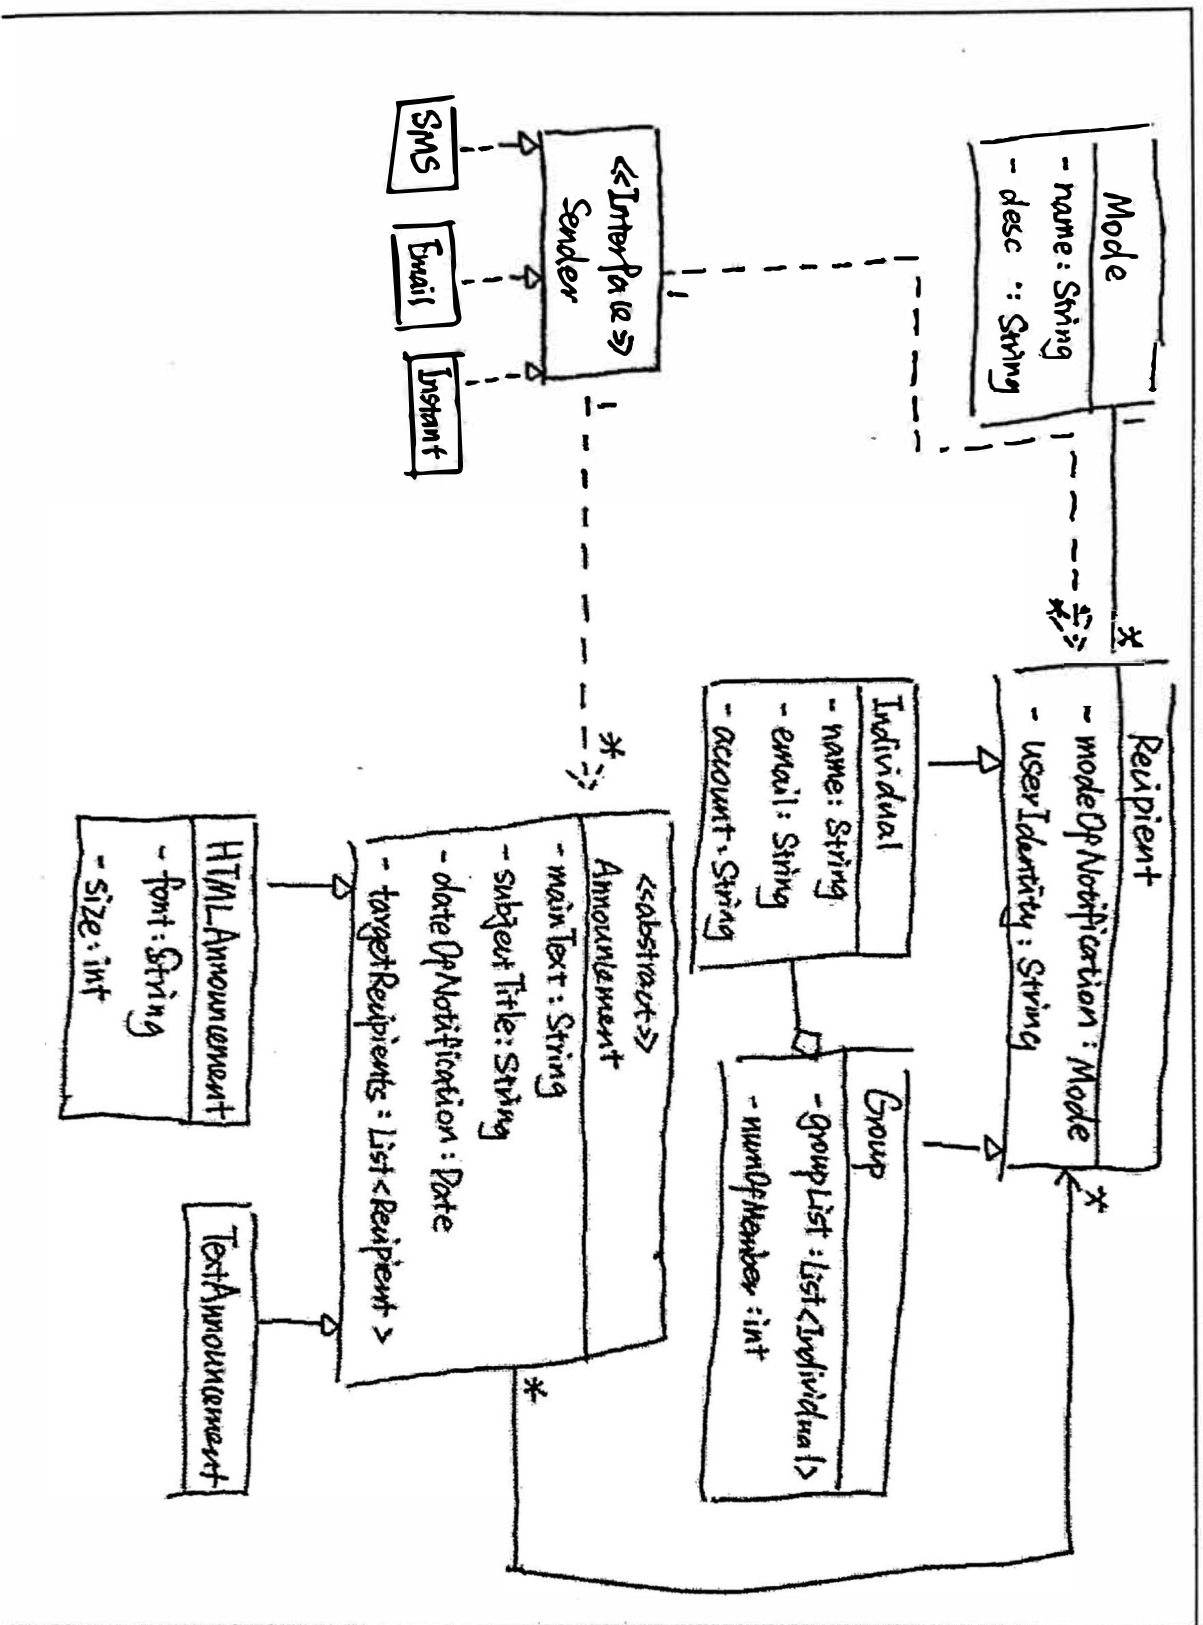 Mode
- name: String
- desc : String
1
*
Recipient
- modeOfNotification : Mode
- userIdentity : String
*
*
1
<<Interface>>
Sender
1
SMS
Email
Instant
Individual
- name: String
- email: String
- account: String
Group
- groupList : List<Individual>
- numOfMember : int
*
<<abstract>>
Announcement
- mainText: String
- subjectTitle: String
- dateOfNotification : Date
- targetRecipients : List<Recipient>
*
HTMLAnnouncement
- font: String
- size: int
TextAnnouncement